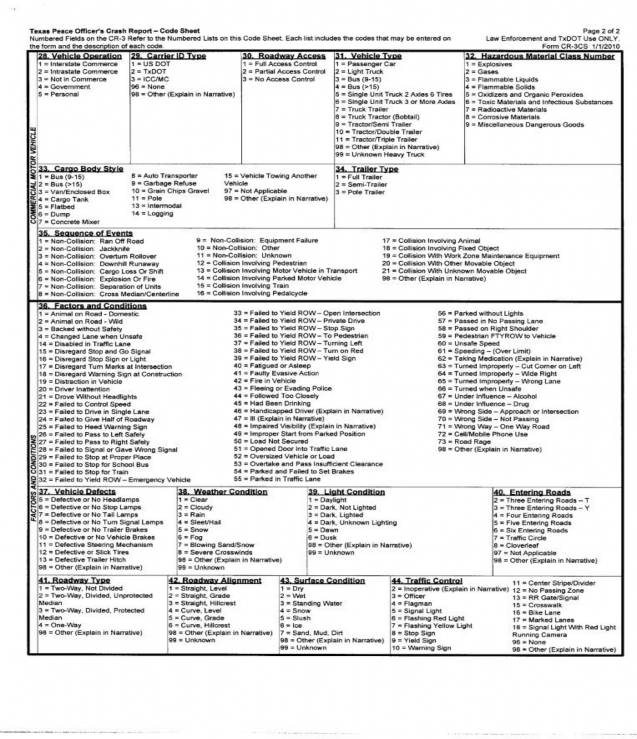 Texas Peace Officer's Crash Report – Code Sheet
Page 2 of 2
Numbered Fields on the CR-3 Refer to the Numbered Lists on this Code Sheet. Each list includes the codes that may be entered on
the form and the description of each code.
Law Enforcement and TxDOT Use ONLY.
Form CR-3CS 1/1/2010
COMMERCIAL MOTOR VEHICLE
28. Vehicle Operation
1 = Interstate Commerce
2 = Intrastate Commerce
3 = Not in Commerce
4 = Government
5 = Personal
29. Carrier ID Type
1 = US DOT
2 = TxDOT
3 = ICC/MC
96 = None
98 = Other (Explain in Narrative)
30. Roadway Access
1 = Full Access Control
2 = Partial Access Control
3 = No Access Control
31. Vehicle Type
1 = Passenger Car
2 = Light Truck
3 = Bus (9-15)
4 = Bus (>15)
5 = Single Unit Truck 2 Axles 6 Tires
6 = Single Unit Truck 3 or More Axles
7 = Truck Trailer
8 = Truck Tractor (Bobtail)
9 = Tractor/Semi Trailer
10 = Tractor/Double Trailer
11 = Tractor/Triple Trailer
98 = Other (Explain in Narrative)
99 = Unknown Heavy Truck
32. Hazardous Material Class Number
1 = Explosives
2 = Gases
3 = Flammable Liquids
4 = Flammable Solids
5 = Oxidizers and Organic Peroxides
6 = Toxic Materials and Infectious Substances
7 = Radioactive Materials
8 = Corrosive Materials
9 = Miscellaneous Dangerous Goods
33. Cargo Body Style
1 = Bus (9-15)
2 = Bus (>15)
3 = Van/Enclosed Box
4 = Cargo Tank
5 = Flatbed
6 = Dump
7 = Concrete Mixer
8 = Auto Transporter
9 = Garbage Refuse
10 = Grain Chips Gravel
11 = Pole
13 = Intermodal
14 = Logging
15 = Vehicle Towing Another
Vehicle
97 = Not Applicable
98 = Other (Explain in Narrative)
34. Trailer Type
1 = Full Trailer
2 = Semi-Trailer
3 = Pole Trailer
35. Sequence of Events
1 = Non-Collision: Ran Off Road
2 = Non-Collision: Jackknife
3 = Non-Collision: Overturn Rollover
4 = Non-Collision: Downhill Runaway
5 = Non-Collision: Cargo Loss Or Shift
6 = Non-Collision: Explosion Or Fire
7 = Non-Collision: Separation of Units
8 = Non-Collision: Cross Median/Centerline
9 = Non-Collision: Equipment Failure
10 = Non-Collision: Other
11 = Non-Collision: Unknown
12 = Collision Involving Pedestrian
13 = Collision Involving Motor Vehicle in Transport
14 = Collision Involving Parked Motor Vehicle
15 = Collision Involving Train
16 = Collision Involving Pedalcycle
17 = Collision Involving Animal
18 = Collision Involving Fixed Object
19 = Collision With Work Zone Maintenance Equipment
20 = Collision With Other Movable Object
21 = Collision With Unknown Movable Object
98 = Other (Explain in Narrative)
FACTORS AND CONDITIONS
36. Factors and Conditions
1 = Animal on Road - Domestic
2 = Animal on Road - Wild
3 = Backed without Safety
4 = Changed Lane when Unsafe
14 = Disabled in Traffic Lane
15 = Disregard Stop and Go Signal
16 = Disregard Stop Sign or Light
17 = Disregard Turn Marks at Intersection
18 = Disregard Warning Sign at Construction
19 = Distraction in Vehicle
20 = Driver Inattention
21 = Drove Without Headlights
22 = Failed to Control Speed
23 = Failed to Drive in Single Lane
24 = Failed to Give Half of Roadway
25 = Failed to Heed Warning Sign
26 = Failed to Pass to Left Safely
27 = Failed to Pass to Right Safely
28 = Failed to Signal or Gave Wrong Signal
29 = Failed to Stop at Proper Place
30 = Failed to Stop for School Bus
31 = Failed to Stop for Train
32 = Failed to Yield ROW – Emergency Vehicle
33 = Failed to Yield ROW – Open Intersection
34 = Failed to Yield ROW – Private Drive
35 = Failed to Yield ROW – Stop Sign
36 = Failed to Yield ROW – To Pedestrian
37 = Failed to Yield ROW – Turning Left
38 = Failed to Yield ROW – Turn on Red
39 = Failed to Yield ROW – Yield Sign
40 = Fatigued or Asleep
41 = Faulty Evasive Action
42 = Fire in Vehicle
43 = Fleeing or Evading Police
44 = Followed Too Closely
45 = Had Been Drinking
46 = Handicapped Driver (Explain in Narrative)
47 = Ill (Explain in Narrative)
48 = Impaired Visibility (Explain in Narrative)
49 = Improper Start from Parked Position
50 = Load Not Secured
51 = Opened Door Into Traffic Lane
52 = Oversized Vehicle or Load
53 = Overtake and Pass Insufficient Clearance
54 = Parked and Failed to Set Brakes
55 = Parked in Traffic Lane
56 = Parked without Lights
57 = Passed in No Passing Lane
58 = Passed on Right Shoulder
59 = Pedestrian FTYROW to Vehicle
60 = Unsafe Speed
61 = Speeding – (Over Limit)
62 = Taking Medication (Explain in Narrative)
63 = Turned Improperly - Cut Corner on Left
64 = Turned Improperly – Wide Right
65 = Turned Improperly – Wrong Lane
66 = Turned when Unsafe
67 = Under Influence – Alcohol
68 = Under Influence – Drug
69 = Wrong Side – Approach or Intersection
70 = Wrong Side – Not Passing
71 = Wrong Way – One Way Road
72 = Cell/Mobile Phone Use
73 = Road Rage
98 = Other (Explain in Narrative)
37. Vehicle Defects
5 = Defective or No Headlamps
6 = Defective or No Stop Lamps
7 = Defective or No Tail Lamps
8 = Defective or No Turn Signal Lamps
9 = Defective or No Trailer Brakes
10 = Defective or No Vehicle Brakes
11 = Defective Steering Mechanism
12 = Defective or Slick Tires
13 = Defective Trailer Hitch
98 = Other (Explain in Narrative)
38. Weather Condition
1 = Clear
2 = Cloudy
3 = Rain
4 = Sleet/Hail
5 = Snow
6 = Fog
7 = Blowing Sand/Snow
8 = Severe Crosswinds
98 = Other (Explain in Narrative)
99 = Unknown
39. Light Condition
1 = Daylight
2 = Dark, Not Lighted
3 = Dark, Lighted
4 = Dark, Unknown Lighting
5 = Dawn
6 = Dusk
98 = Other (Explain in Narrative)
99 = Unknown
40. Entering Roads
2 = Three Entering Roads – T
3 = Three Entering Roads – Y
4 = Four Entering Roads
5 = Five Entering Roads
6 = Six Entering Roads
7 = Traffic Circle
8 = Cloverleaf
97 = Not Applicable
98 = Other (Explain in Narrative)
41. Roadway Type
1 = Two-Way, Not Divided
2 = Two-Way, Divided, Unprotected
Median
3 = Two-Way, Divided, Protected
Median
4 = One-Way
98 = Other (Explain in Narrative)
42. Roadway Alignment
1 = Straight, Level
2 = Straight, Grade
3 = Straight, Hillcrest
4 = Curve, Level
5 = Curve, Grade
6 = Curve, Hillcrest
98 = Other (Explain in Narrative)
99 = Unknown
43. Surface Condition
1 = Dry
2 = Wet
3 = Standing Water
4 = Snow
5 = Slush
6 = Ice
7 = Sand, Mud, Dirt
98 = Other (Explain in Narrative)
99 = Unknown
44. Traffic Control
2 = Inoperative (Explain in Narrative)
3 = Officer
4 = Flagman
5 = Signal Light
6 = Flashing Red Light
7 = Flashing Yellow Light
8 = Stop Sign
9 = Yield Sign
10 = Warning Sign
11 = Center Stripe/Divider
12 = No Passing Zone
13 = RR Gate/Signal
15 = Crosswalk
16 = Bike Lane
17 = Marked Lanes
18 = Signal Light With Red Light
Running Camera
96 = None
98 = Other (Explain in Narrative)